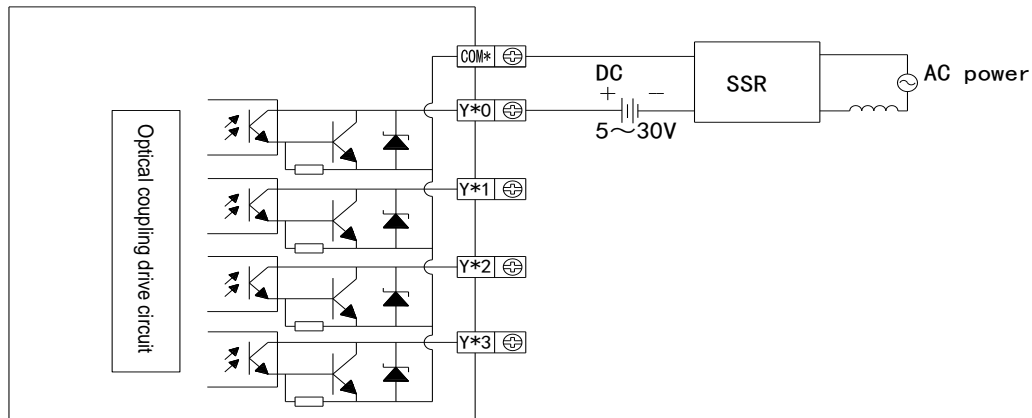 COM*
DC
+ −
SSR
AC power
Y*0
5～30V
Optical coupling drive circuit
Y*1
Y*2
Y*3